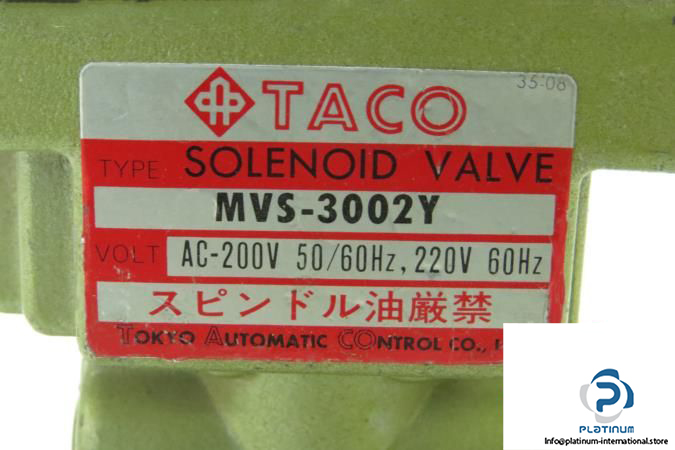 35-08
TACO
TYPE SOLENOID VALVE
MVS-3002Y
VOLT AC-200V 50/60Hz, 220V 60Hz
スピンドル油厳禁
TOKYO AUTOMATIC CONTROL CO.,
PLATINUM
Info@platinum-international.store